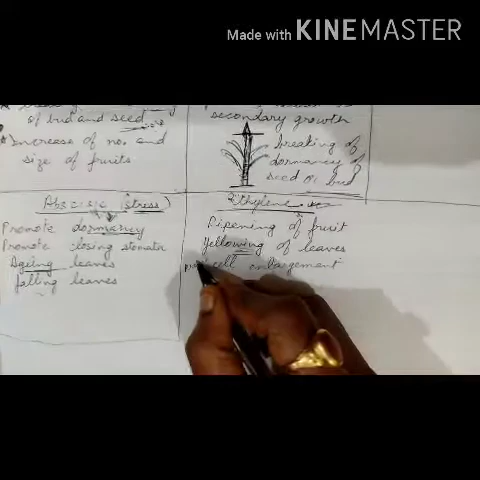 Made with KINEMASTER
of bud and seed
* Increase of no. and
size of fruits
secondary growth
breaking of
dormancy of
seed or bud
Abscisic (stress)
Promote dormancy
Promote closing stomata
Ageing leaves
falling leaves
Ethylene
Ripening of fruit
Yellowing of leaves
cell enlargement